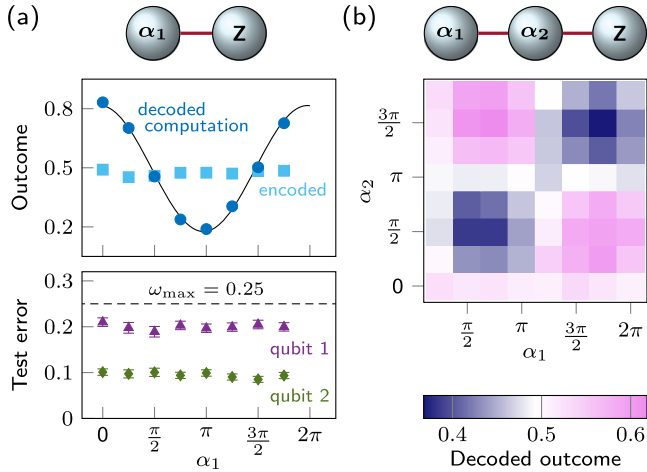 (a)
α1 Z
Outcome
0.8
0.5
0.2
decoded
computation
encoded
Test error
0.3
0.2
0.1
0
ωmax = 0.25
qubit 1
qubit 2
0 π/2 π 3π/2 2π
α1
(b)
α1 α2 Z
α2
3π/2
π
π/2
0
π/2 π 3π/2 2π
α1
0.4 0.5 0.6
Decoded outcome